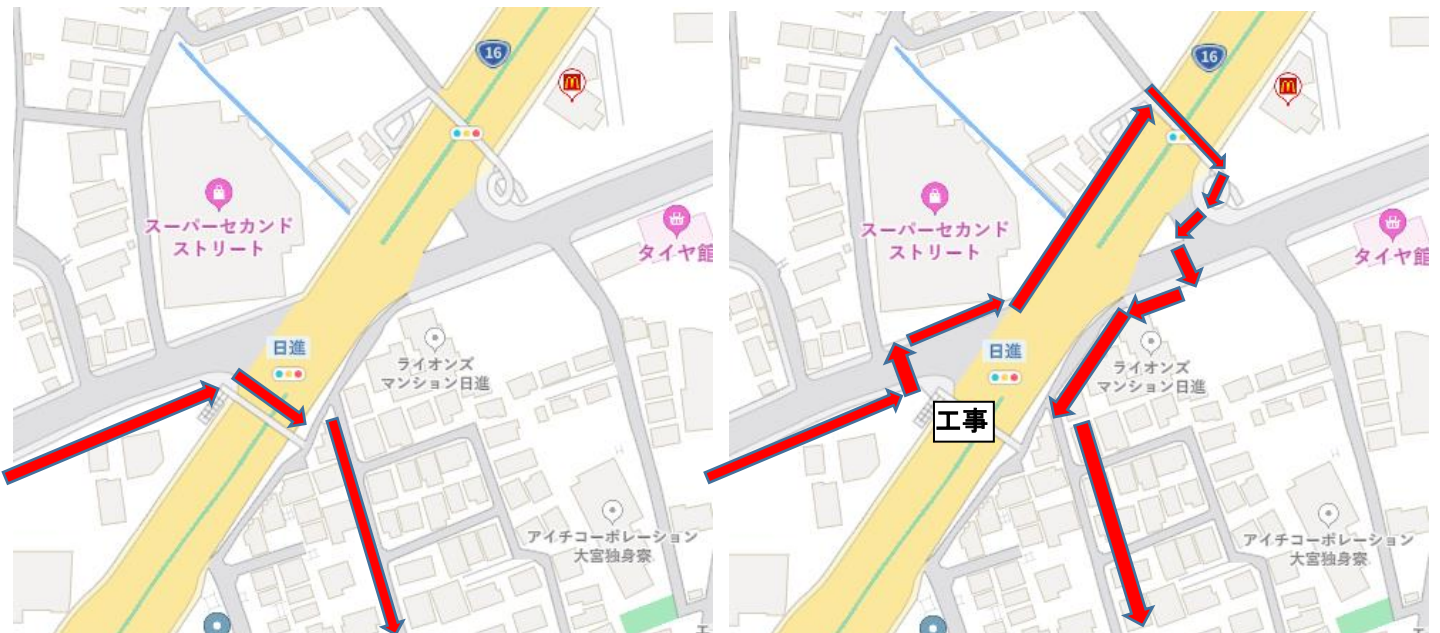 16
スーパーセカンド
ストリート
タイヤ館
日進
ライオンズ
マンション日進
アイチコーポレーション
大宮独身寮
16
スーパーセカンド
ストリート
タイヤ館
日進
ライオンズ
マンション日進
工事
アイチコーポレーション
大宮独身寮